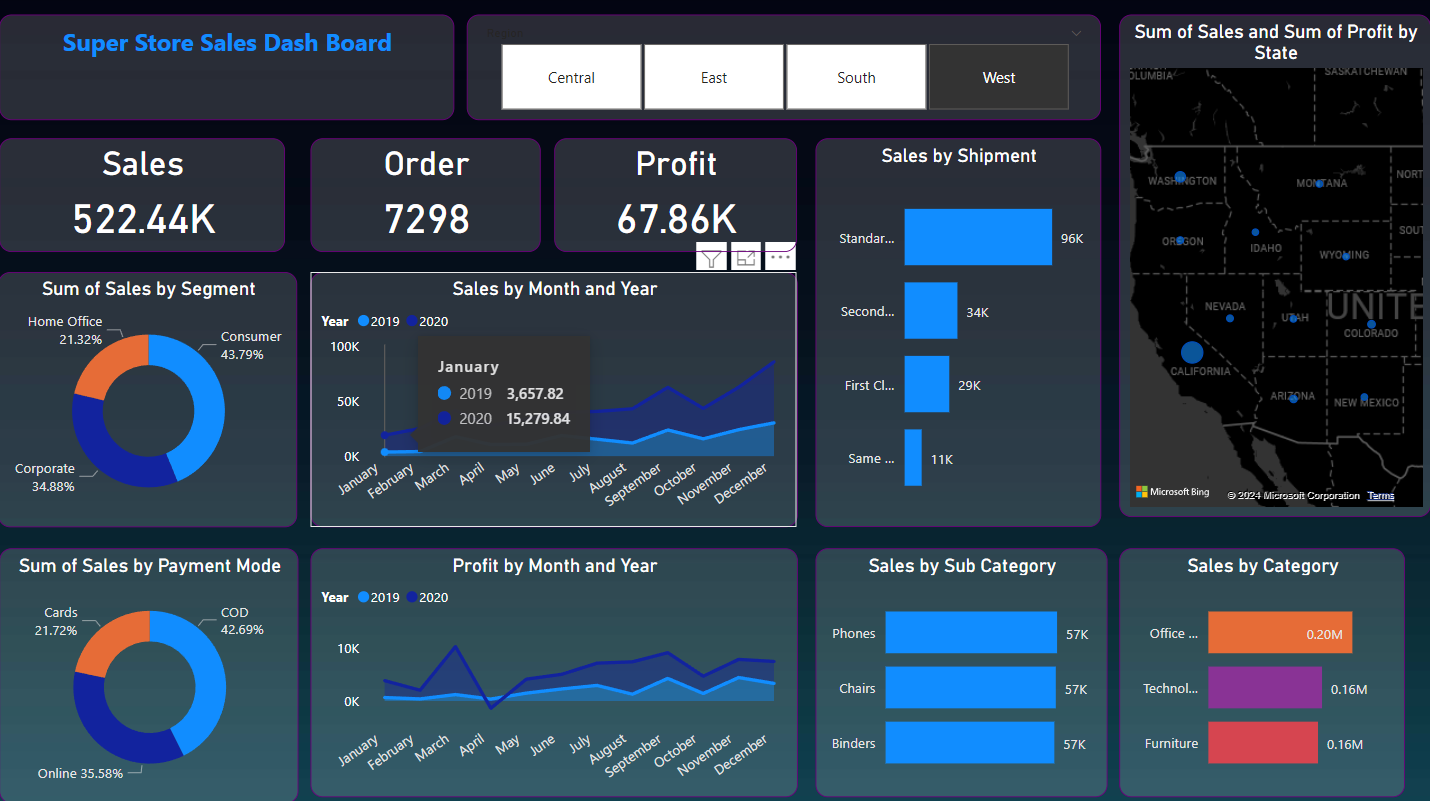 Super Store Sales Dash Board
Region
Central
East
South
West
Sum of Sales and Sum of Profit by
State
COLUMBIA
SASKATCHEWAN
WASHINGTON
MONTANA
NORT
OREGON
IDAHO
WYOMING
SOUT
NEVADA
UTAH
UNITE
COLORADO
CALIFORNIA
ARIZONA
NEW MEXICO
Microsoft Bing
© 2024 Microsoft Corporation Terms
Sales
522.44K
Order
7298
Profit
67.86K
Sales by Shipment
Standar... 96K
Second... 34K
First Cl... 29K
Same ... 11K
Sum of Sales by Segment
Home Office
21.32%
Consumer
43.79%
Corporate
34.88%
Sales by Month and Year
Year 2019 2020
100K
50K
0K
January
2019 3,657.82
2020 15,279.84
January
February
March
April
May
June
July
August
September
October
November
December
Sum of Sales by Payment Mode
Cards
21.72%
COD
42.69%
Online 35.58%
Profit by Month and Year
Year 2019 2020
10K
0K
January
February
March
April
May
June
July
August
September
October
November
December
Sales by Sub Category
Phones 57K
Chairs 57K
Binders 57K
Sales by Category
Office ... 0.20M
Technol... 0.16M
Furniture 0.16M